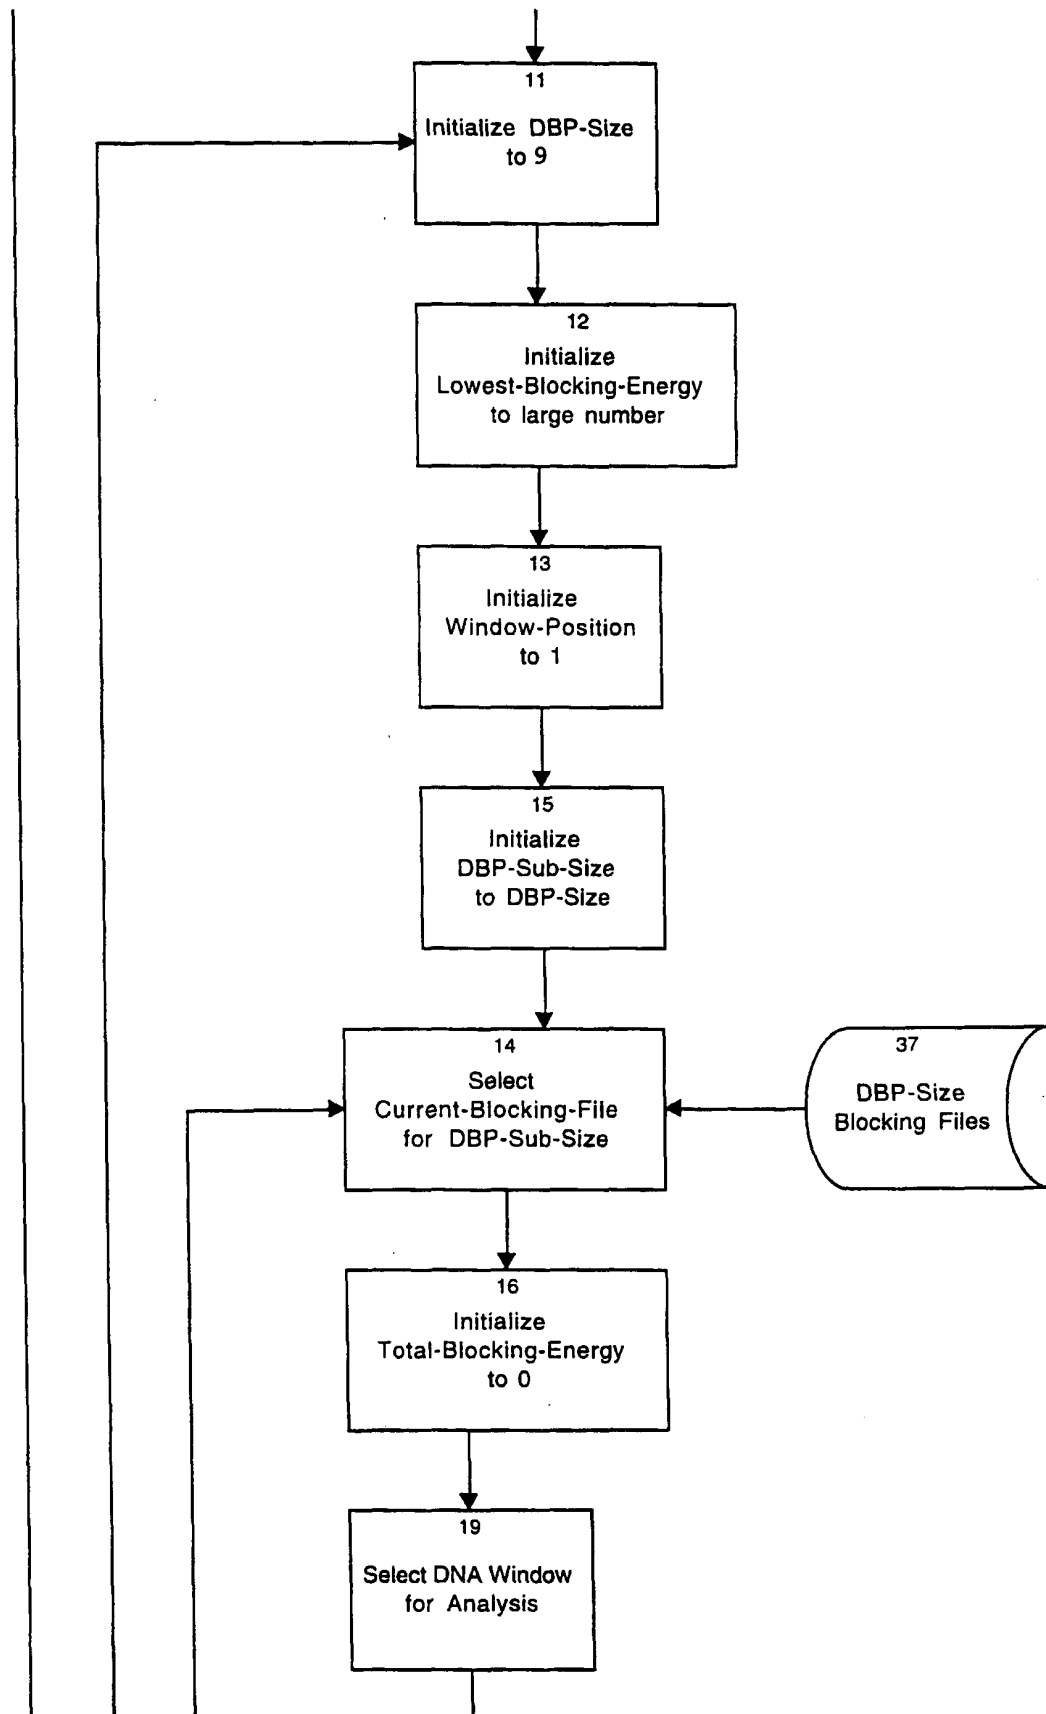 11
Initialize DBP-Size
to 9
12
Initialize
Lowest-Blocking-Energy
to large number
13
Initialize
Window-Position
to 1
15
Initialize
DBP-Sub-Size
to DBP-Size
14
Select
Current-Blocking-File
for DBP-Sub-Size
37
DBP-Size
Blocking Files
16
Initialize
Total-Blocking-Energy
to 0
19
Select DNA Window
for Analysis